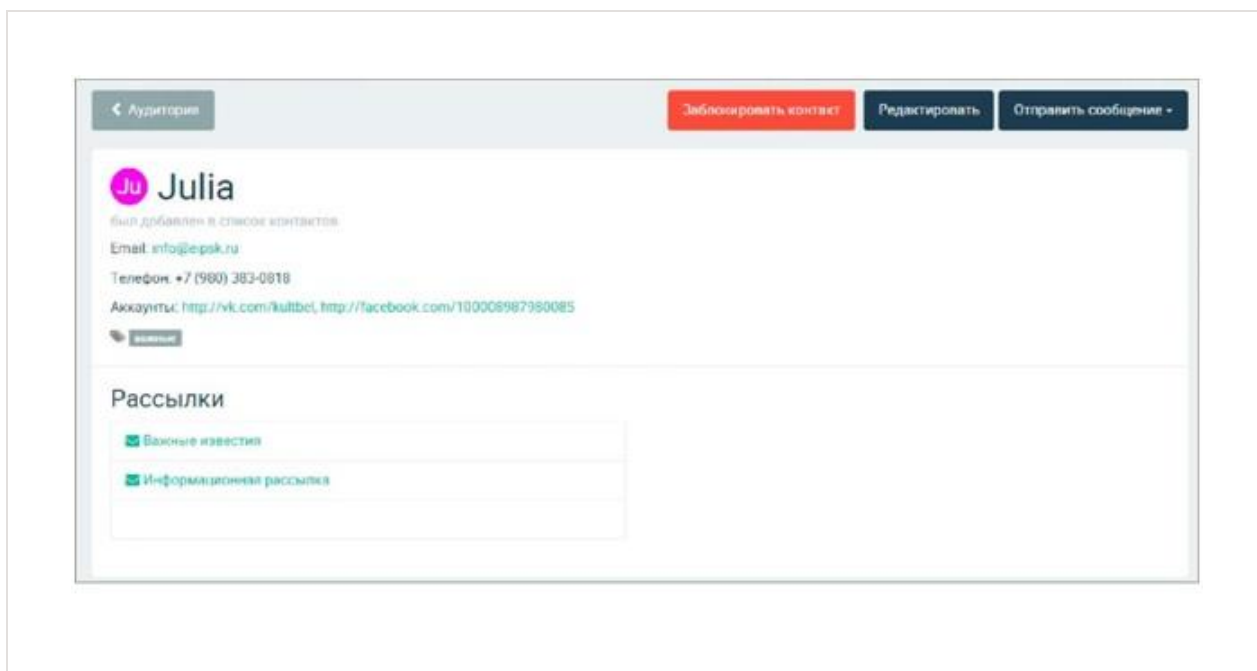 Аудитория
Заблокировать контакт
Редактировать
Отправить сообщение
Ju Julia
был добавлен в список контактов
Email: info@eipsk.ru
Телефон: +7 (980) 383-0818
Аккаунты: http://vk.com/kultbel, http://facebook.com/100008987980085
важные
Рассылки
Важные известия
Информационная рассылка